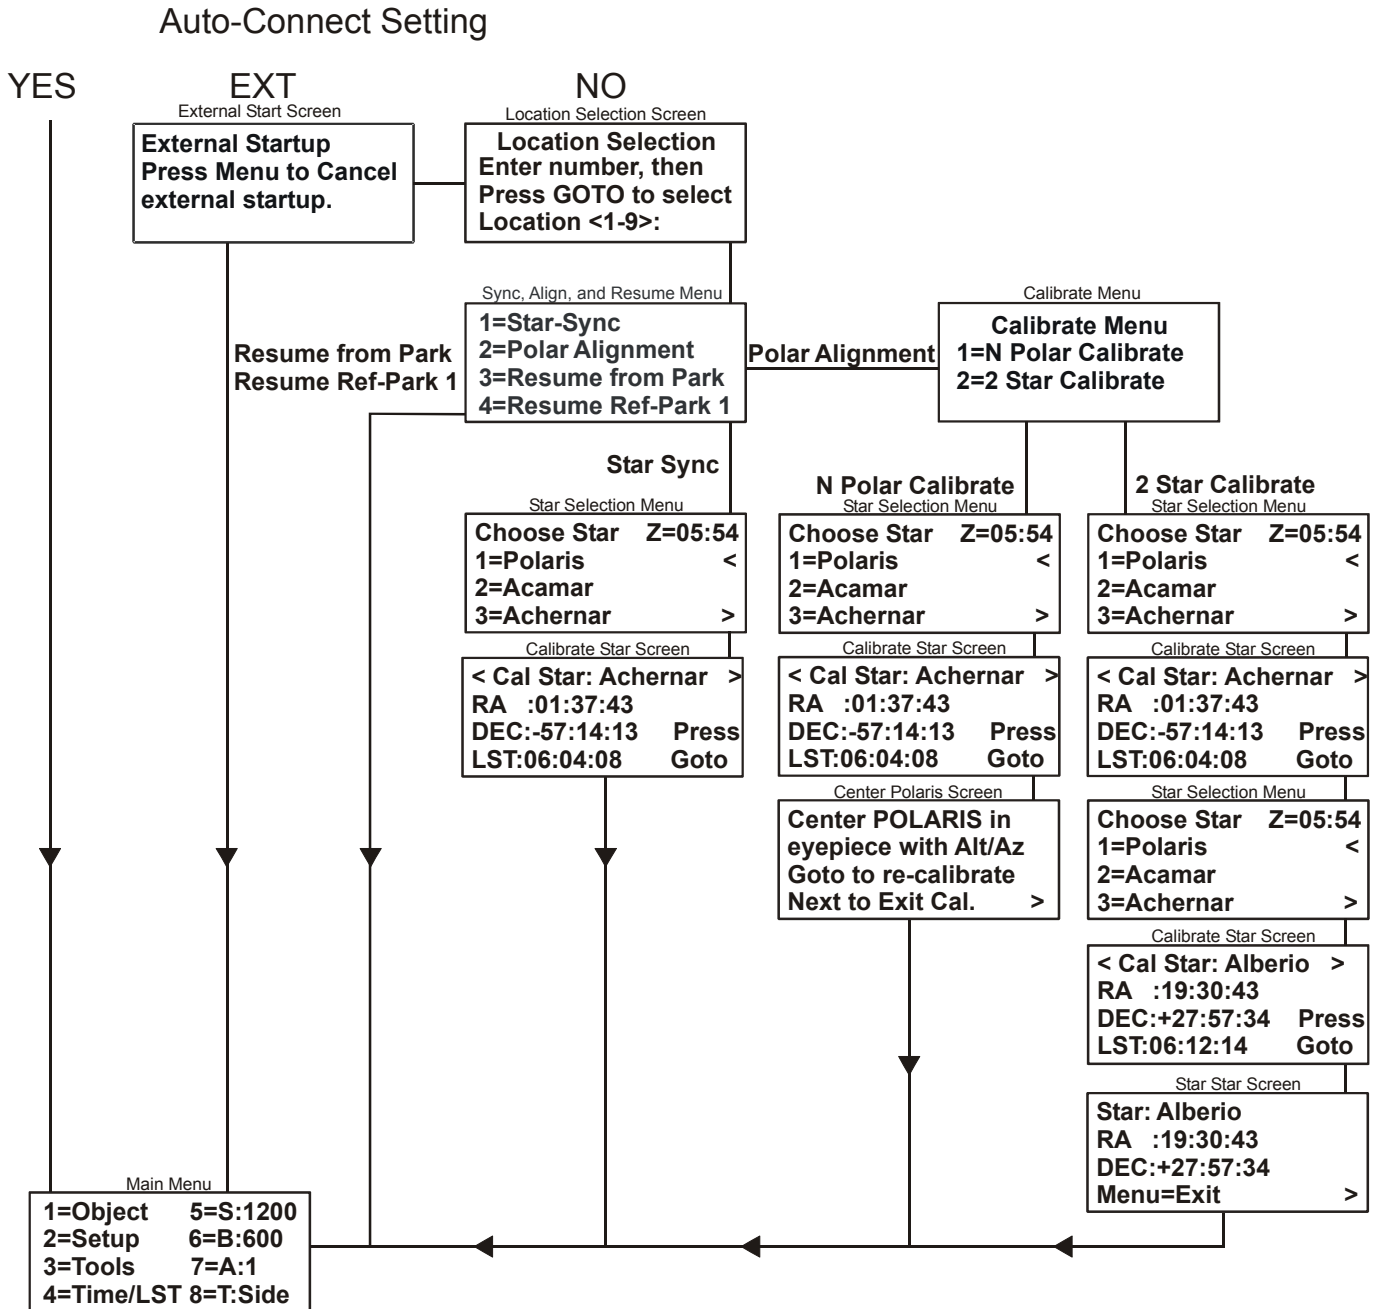 Auto-Connect Setting
YES
EXT
NO
External Start Screen
External Startup
Press Menu to Cancel
external startup.
Location Selection Screen
Location Selection
Enter number, then
Press GOTO to select
Location <1-9>:
Sync, Align, and Resume Menu
1=Star-Sync
2=Polar Alignment
3=Resume from Park
4=Resume Ref-Park 1
Resume from Park
Resume Ref-Park 1
Polar Alignment
Calibrate Menu
Calibrate Menu
1=N Polar Calibrate
2=2 Star Calibrate
Star Sync
N Polar Calibrate
2 Star Calibrate
Star Selection Menu
Choose Star Z=05:54
1=Polaris <
2=Acamar
3=Achernar >
Calibrate Star Screen
< Cal Star: Achernar >
RA :01:37:43
DEC:-57:14:13 Press
LST:06:04:08 Goto
Star Selection Menu
Choose Star Z=05:54
1=Polaris <
2=Acamar
3=Achernar >
Calibrate Star Screen
< Cal Star: Achernar >
RA :01:37:43
DEC:-57:14:13 Press
LST:06:04:08 Goto
Center Polaris Screen
Center POLARIS in
eyepiece with Alt/Az
Goto to re-calibrate
Next to Exit Cal. >
Star Selection Menu
Choose Star Z=05:54
1=Polaris <
2=Acamar
3=Achernar >
Calibrate Star Screen
< Cal Star: Achernar >
RA :01:37:43
DEC:-57:14:13 Press
LST:06:04:08 Goto
Star Selection Menu
Choose Star Z=05:54
1=Polaris <
2=Acamar
3=Achernar >
Calibrate Star Screen
< Cal Star: Alberio >
RA :19:30:43
DEC:+27:57:34 Press
LST:06:12:14 Goto
Star Star Screen
Star: Alberio
RA :19:30:43
DEC:+27:57:34
Menu=Exit >
Main Menu
1=Object 5=S:1200
2=Setup 6=B:600
3=Tools 7=A:1
4=Time/LST 8=T:Side